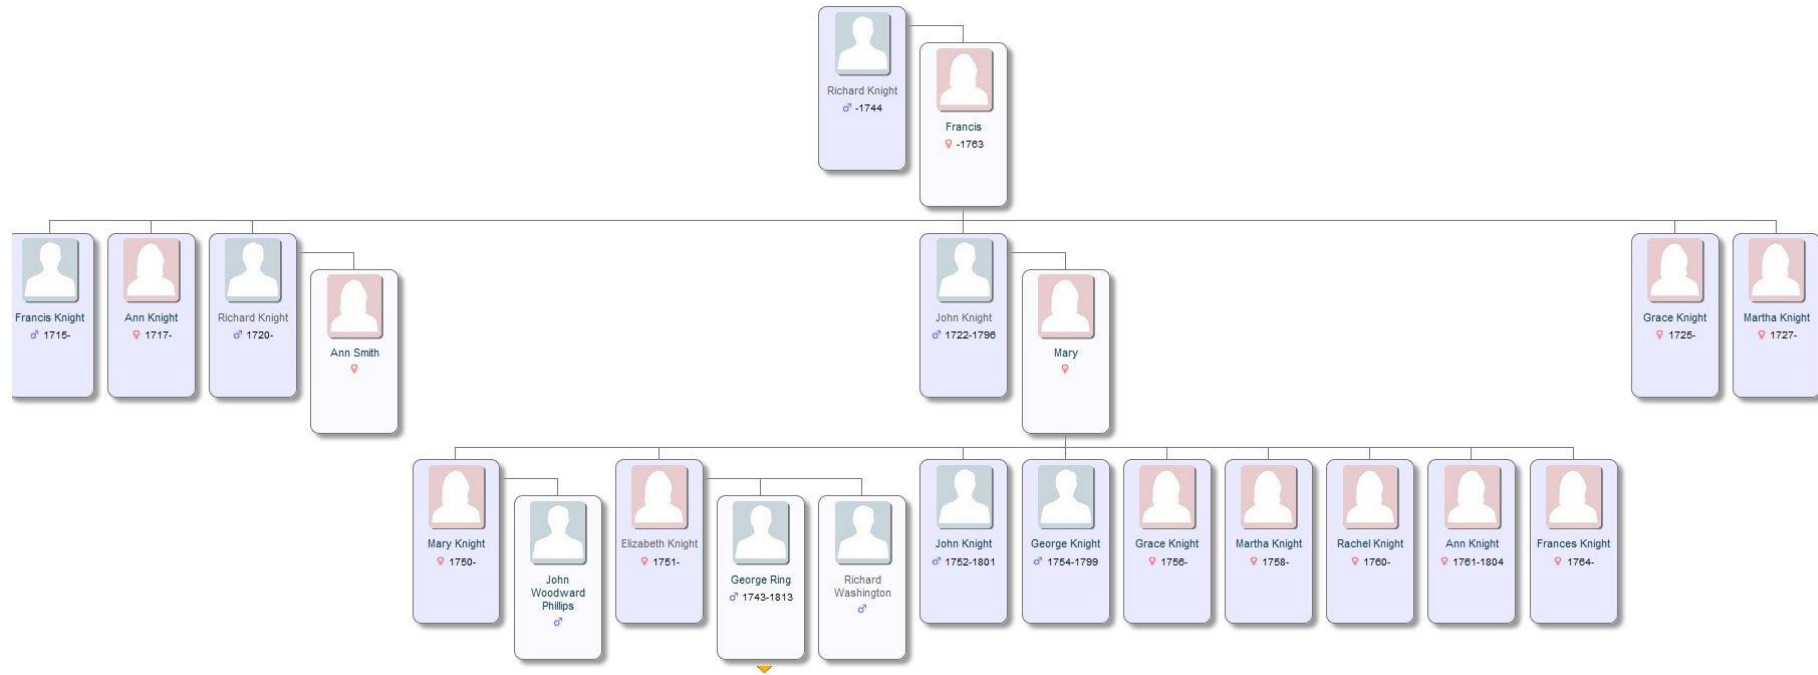 Richard Knight
♂ -1744
Francis
♀ -1763
Francis Knight
♂ 1715-
Ann Knight
♀ 1717-
Richard Knight
♂ 1720-
Ann Smith
♀
John Knight
♂ 1722-1796
Mary
♀
Grace Knight
♀ 1725-
Martha Knight
♀ 1727-
Mary Knight
♀ 1750-
John
Woodward
Phillips
♂
Elizabeth Knight
♀ 1751-
George Ring
♂ 1743-1813
Richard
Washington
♂
John Knight
♂ 1752-1801
George Knight
♂ 1754-1799
Grace Knight
♀ 1756-
Martha Knight
♀ 1758-
Rachel Knight
♀ 1760-
Ann Knight
♀ 1761-1804
Frances Knight
♀ 1764-